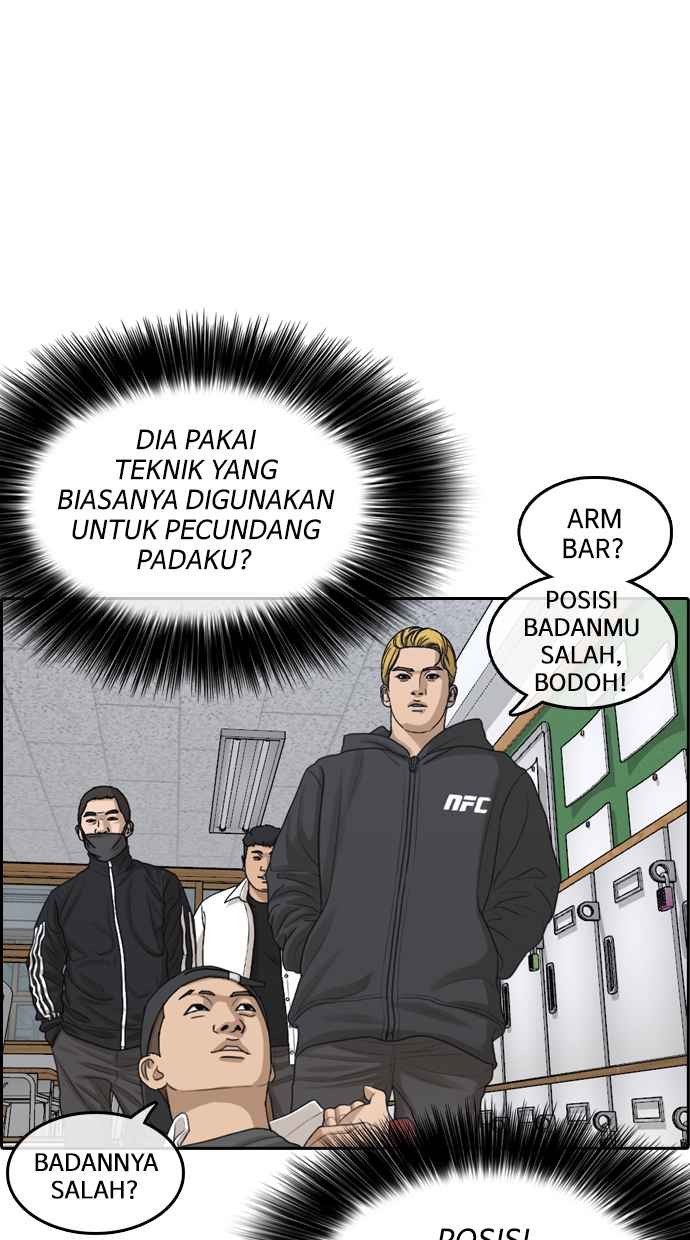 DIA PAKAI
TEKNIK YANG
BIASANYA DIGUNAKAN
UNTUK PECUNDANG
PADAKU?
ARM
BAR?
POSISI
BADANMU
SALAH,
BODOH!
NFC
BADANNYA
SALAH?
POSISI